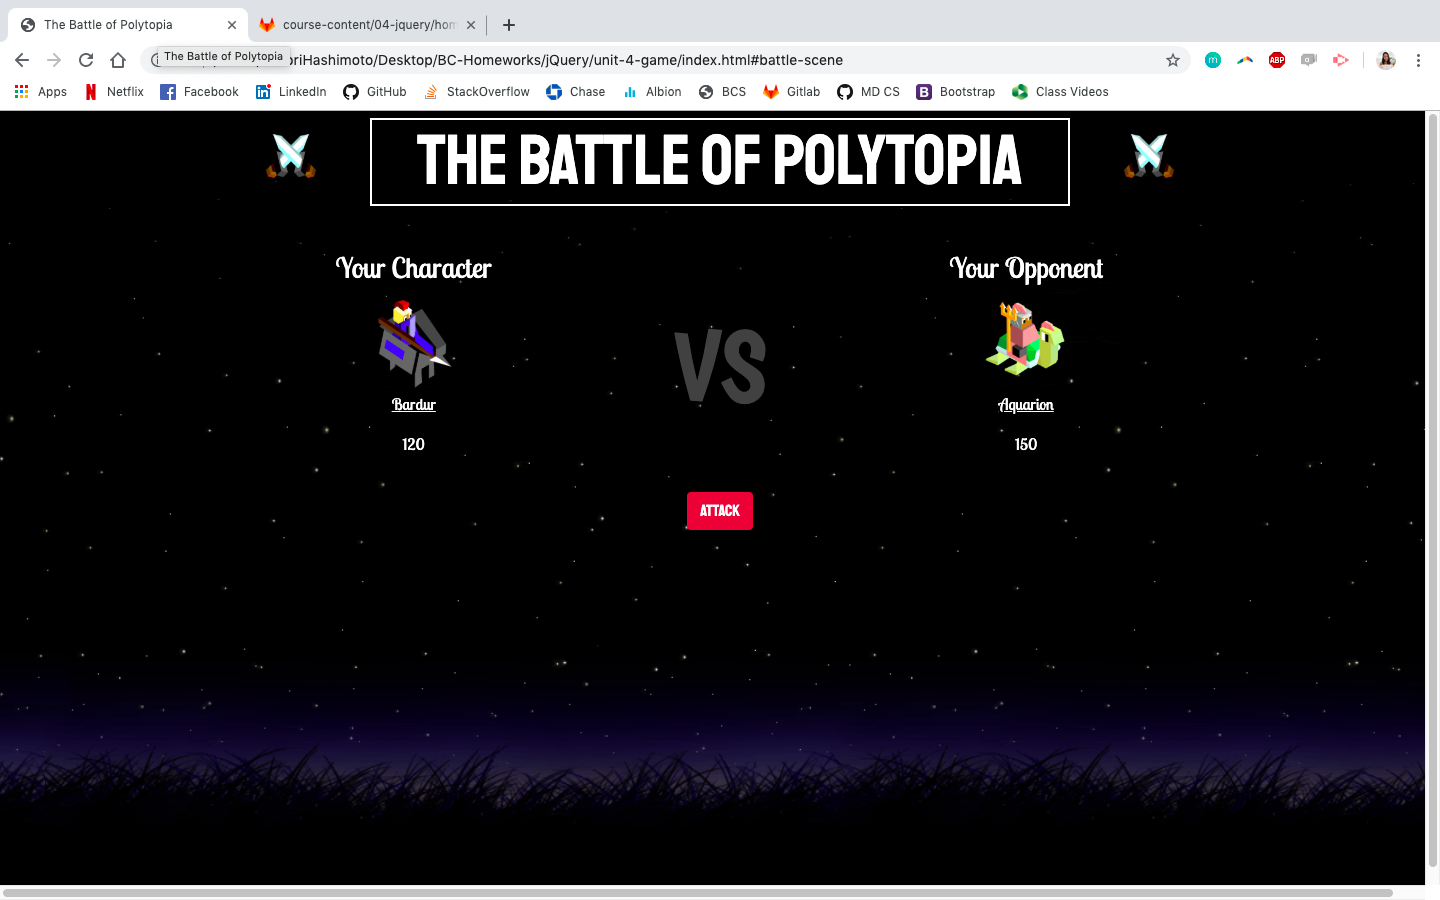 The Battle of Polytopia
course-content/04-jquery/hom
The Battle of Polytopia
oriHashimoto/Desktop/BC-Homeworks/jQuery/unit-4-game/index.html#battle-scene
m
ABP
Apps Netflix Facebook LinkedIn GitHub StackOverflow Chase Albion BCS Gitlab MD CS Bootstrap Class Videos
THE BATTLE OF POLYTOPIA
Your Character
Your Opponent
VS
Bardur
Aquarion
120
150
ATTACK